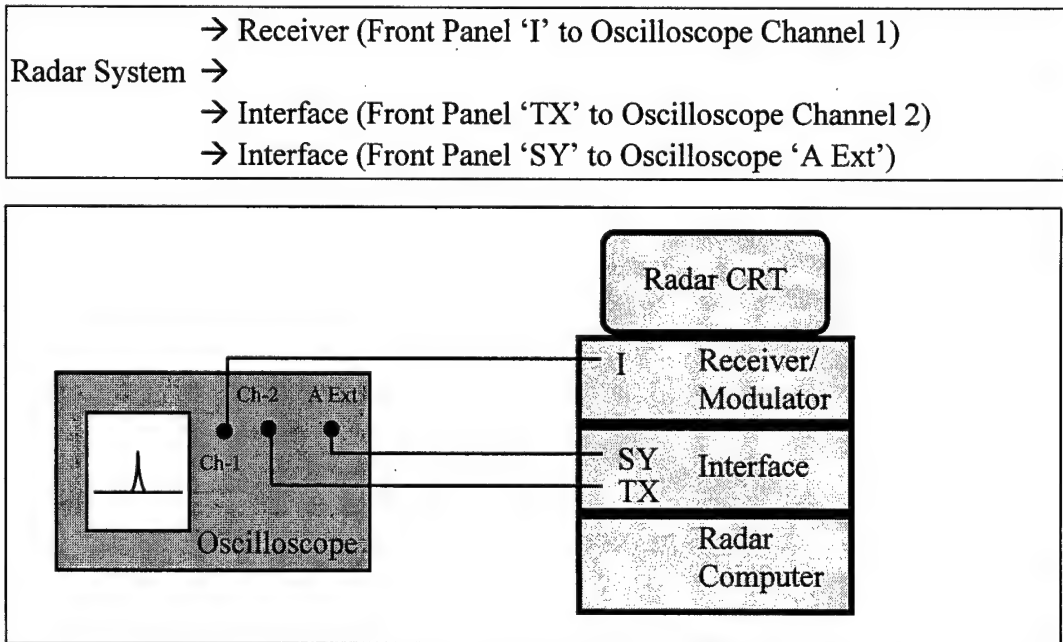 → Receiver (Front Panel ‘I’ to Oscilloscope Channel 1)
Radar System →
→ Interface (Front Panel ‘TX’ to Oscilloscope Channel 2)
→ Interface (Front Panel ‘SY’ to Oscilloscope ‘A Ext’)
Radar CRT
I Receiver/
Modulator
Ch-2 A Ext
Ch-1
SY Interface
TX
Oscilloscope
Radar
Computer